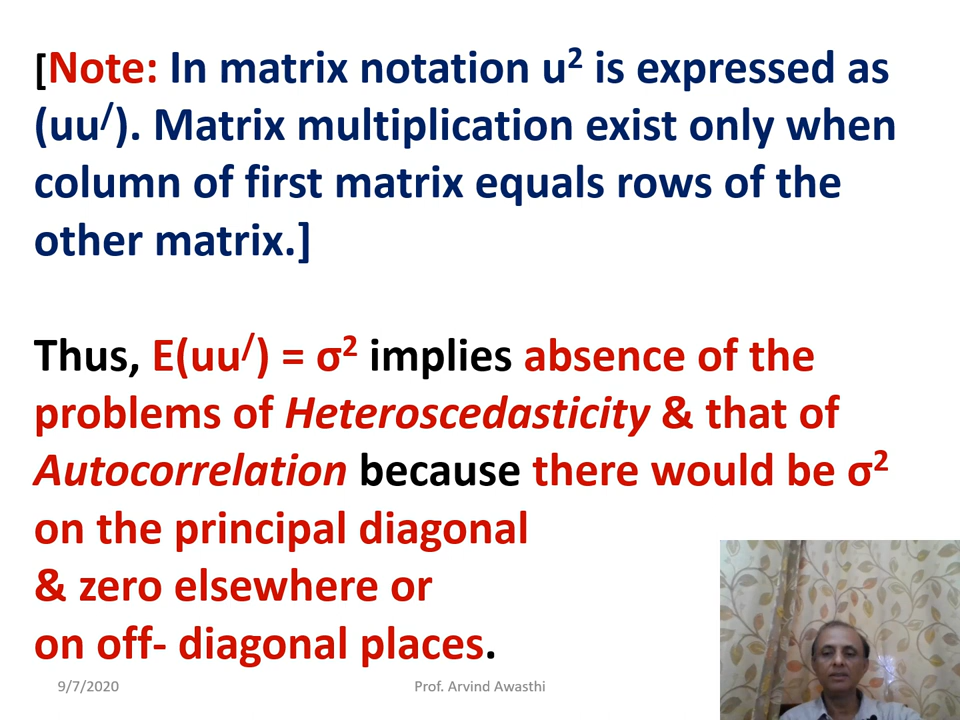 [Note: In matrix notation u² is expressed as
(uu/). Matrix multiplication exist only when
column of first matrix equals rows of the
other matrix.]
Thus, E(uu/) = σ² implies absence of the
problems of Heteroscedasticity & that of
Autocorrelation because there would be σ²
on the principal diagonal
& zero elsewhere or
on off- diagonal places.
9/7/2020
Prof. Arvind Awasthi